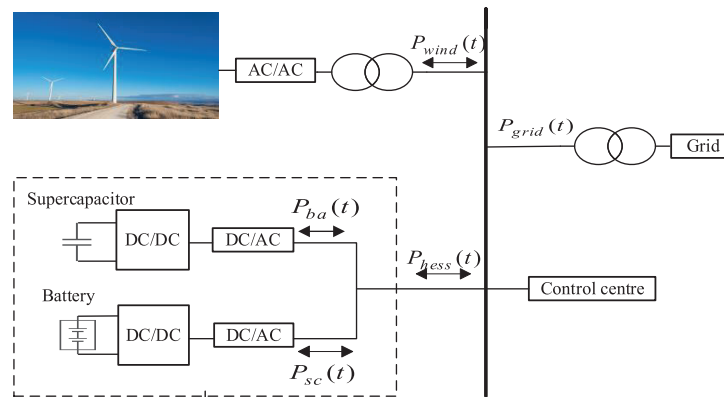 P_wind(t)
AC/AC
P_grid(t)
Grid
Supercapacitor
P_ba(t)
DC/DC
DC/AC
P_hess(t)
Control centre
Battery
DC/DC
DC/AC
P_sc(t)